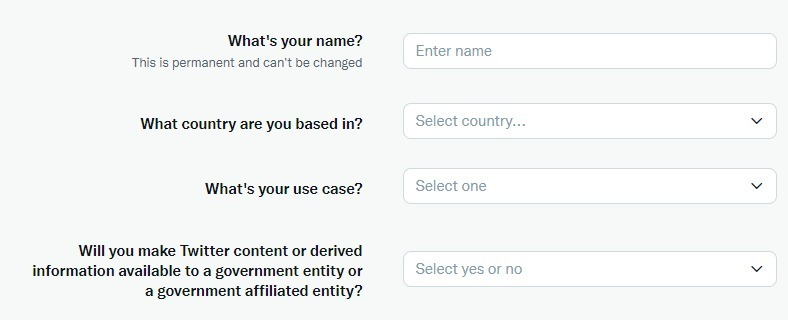 What's your name?
Enter name
This is permanent and can't be changed
What country are you based in?
Select country...
What's your use case?
Select one
Will you make Twitter content or derived
information available to a government entity or
a government affiliated entity?
Select yes or no